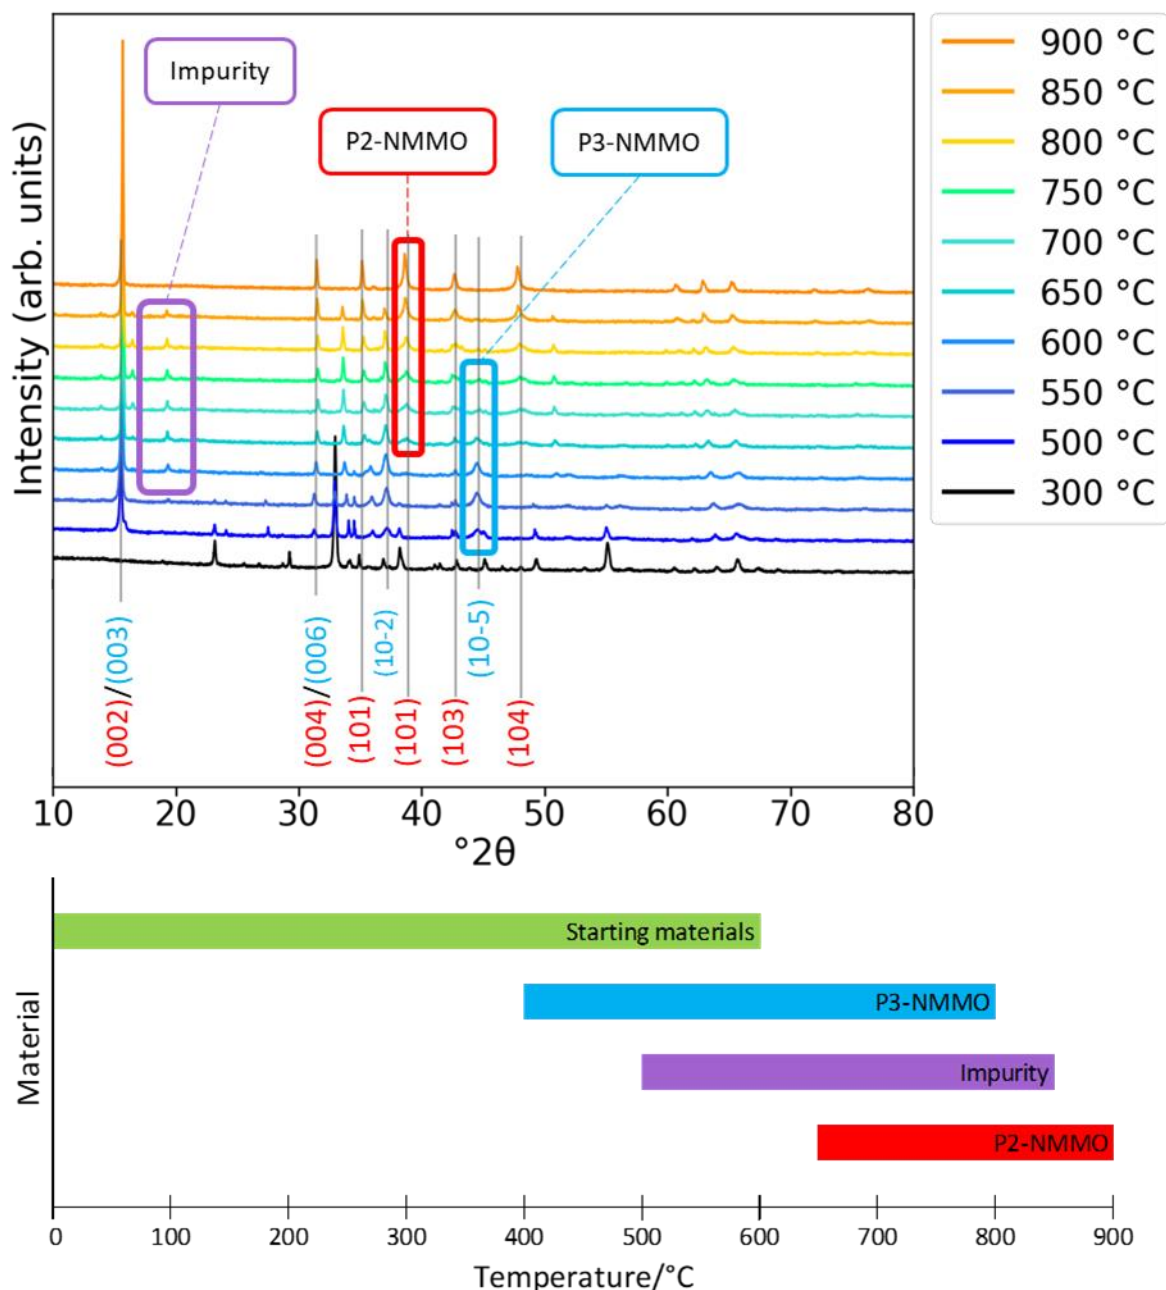 Impurity
P2-NMMO
P3-NMMO
900 °C
850 °C
800 °C
750 °C
700 °C
650 °C
600 °C
550 °C
500 °C
300 °C
Intensity (arb. units)
(002)/(003)
(004)/(006)
(101)
(10-2)
(101)
(103)
(10-5)
(104)
10 20 30 40 50 60 70 80
°2θ
Starting materials
P3-NMMO
Impurity
P2-NMMO
Material
0 100 200 300 400 500 600 700 800 900
Temperature/°C